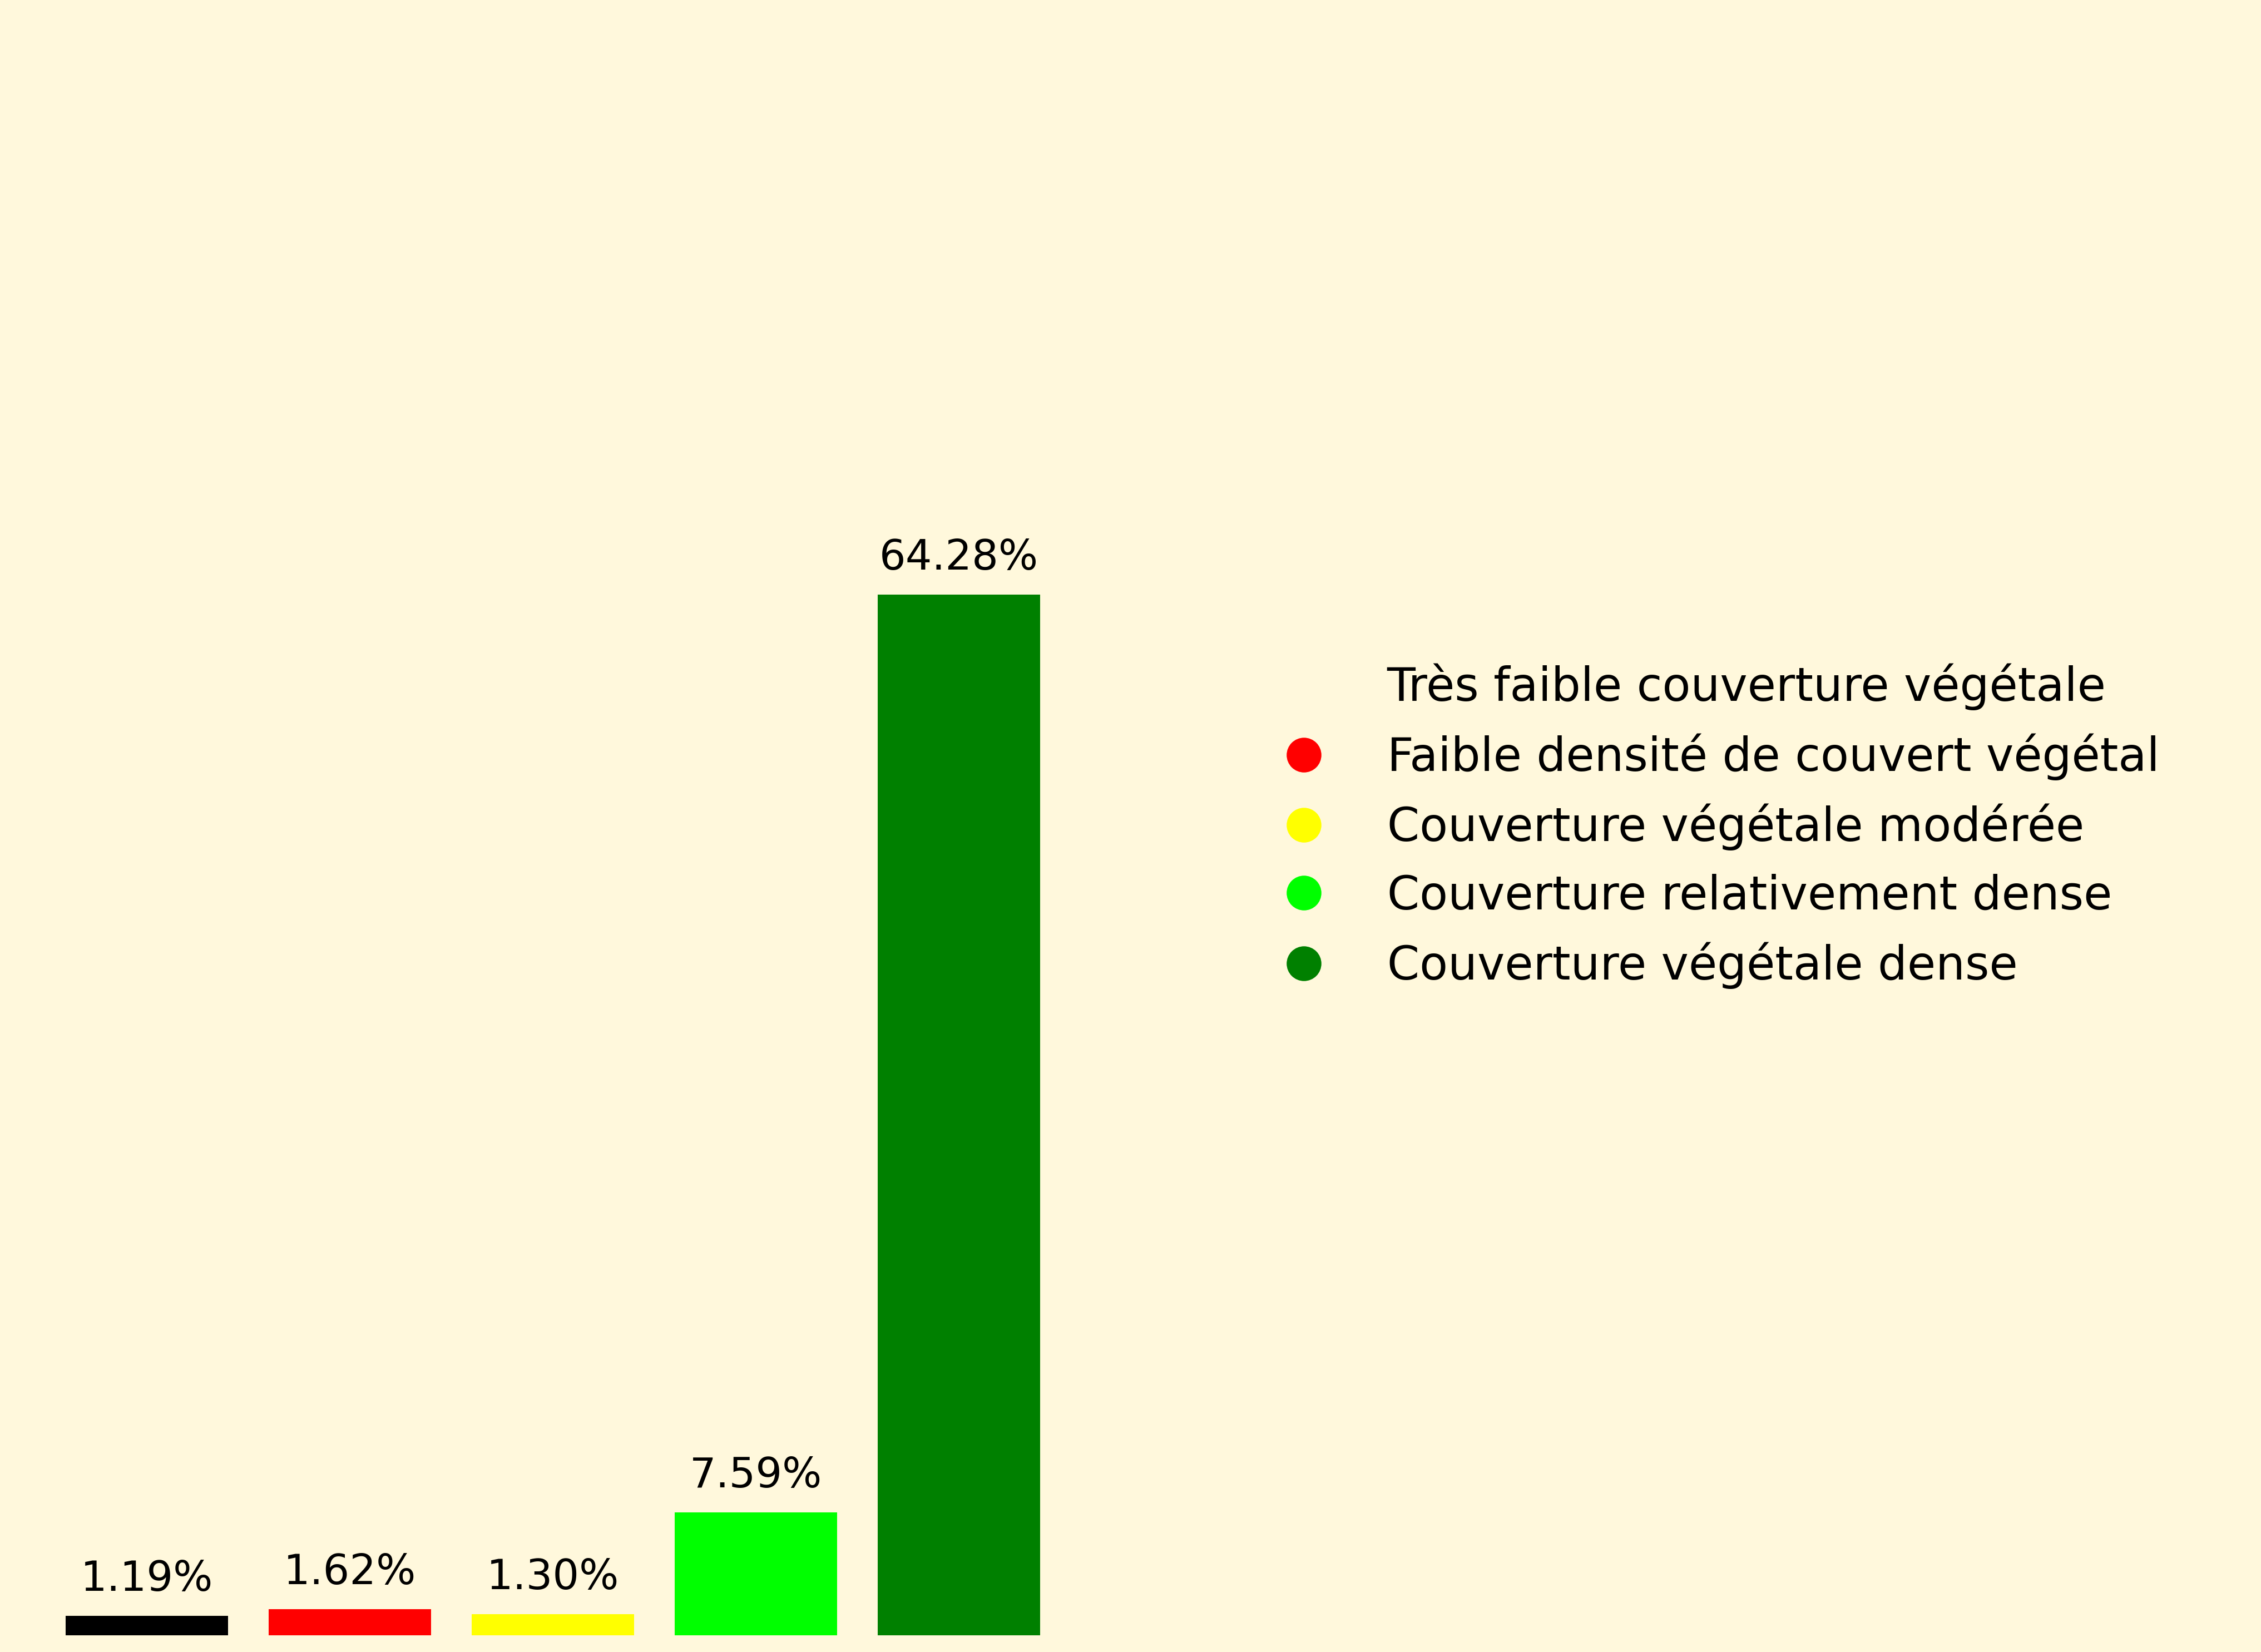 64.28%
7.59%
1.19%
1.62%
1.30%
Très faible couverture végétale
Faible densité de couvert végétal
Couverture végétale modérée
Couverture relativement dense
Couverture végétale dense